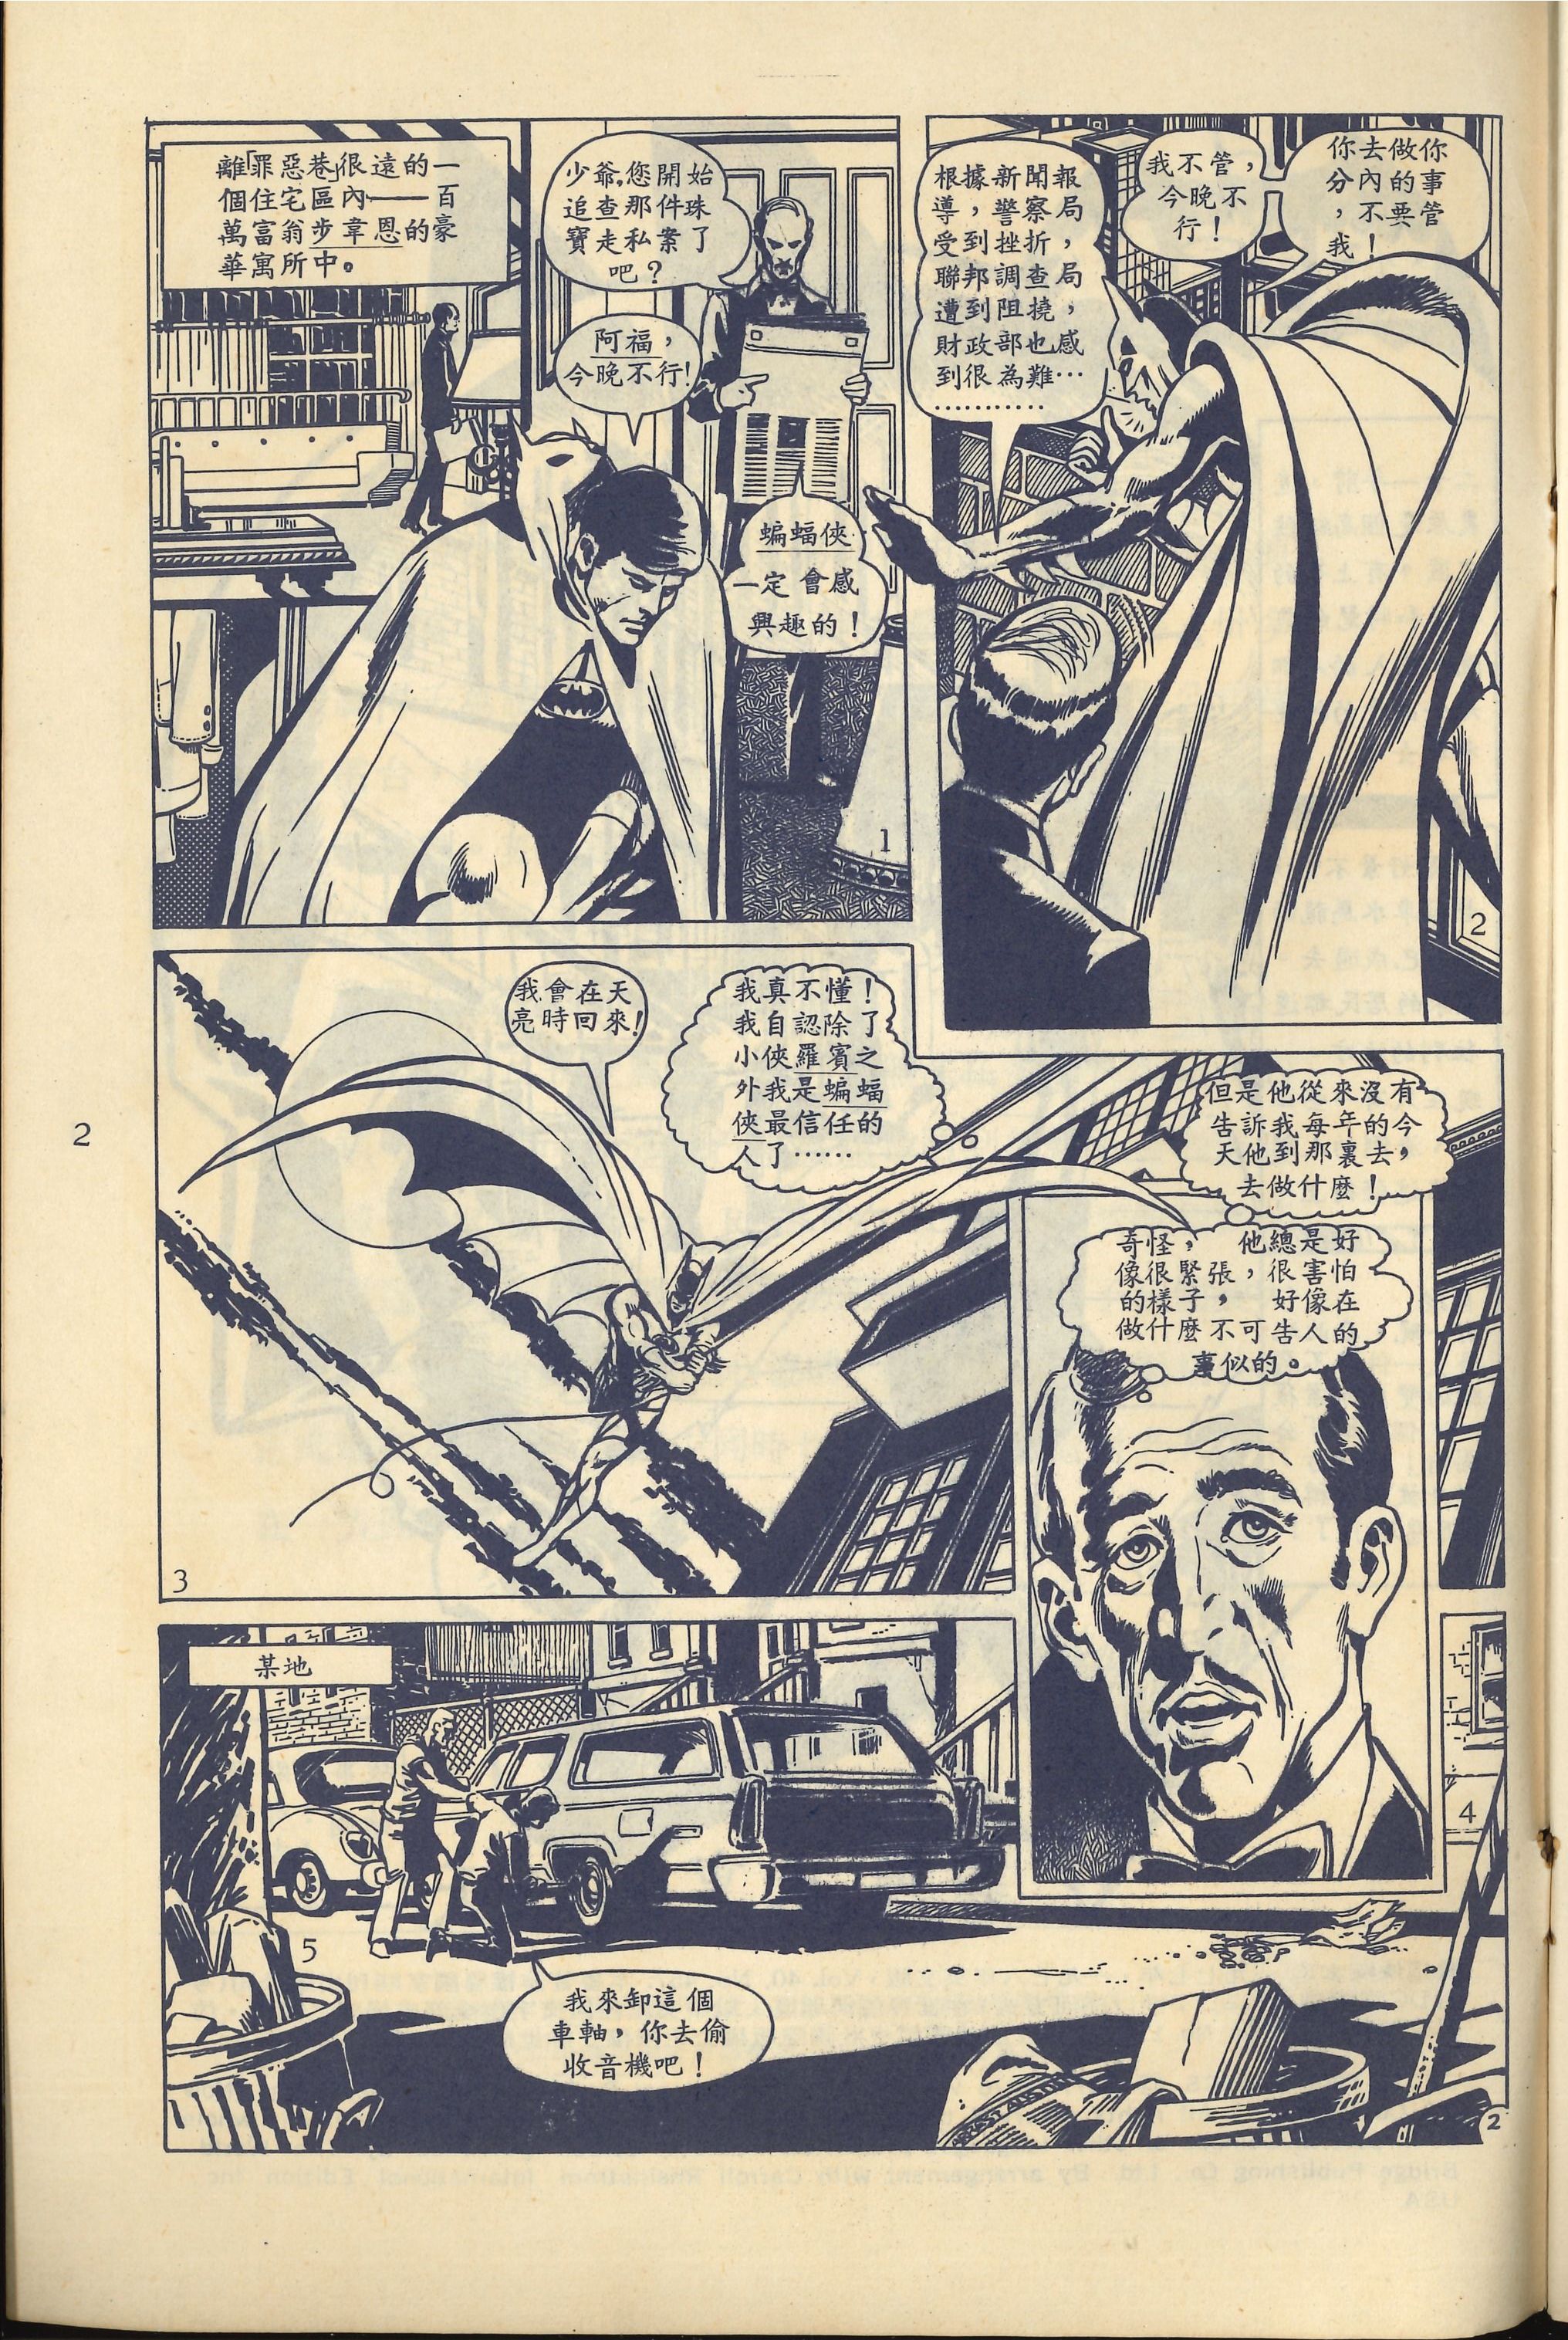 離「罪惡巷」很遠的一
個住宅區內——百
萬富翁步韋恩的豪
華寓所中。
少爺,您開始
追查那件珠
寶走私案了
吧？
阿福，
今晚不行!
蝙蝠俠
一定會感
興趣的！
1
根據新聞報
導，警察局
受到挫折，
聯邦調查局
遭到阻撓，
財政部也感
到很為難…
…………
我不管，
今晚不
行！
你去做你
分內的事
，不要管
我！
2
我會在天
亮時回來!
我真不懂！
我自認除了
小俠羅賓之
外我是蝙蝠
俠最信任的
人了……
3
但是他從來沒有
告訴我每年的今
天他到那裏去，
去做什麼！
奇怪，他總是好
像很緊張，很害怕
的樣子，好像在
做什麼不可告人的
事似的。
4
某地
5
我來卸這個
車軸，你去偷
收音機吧！
2
2